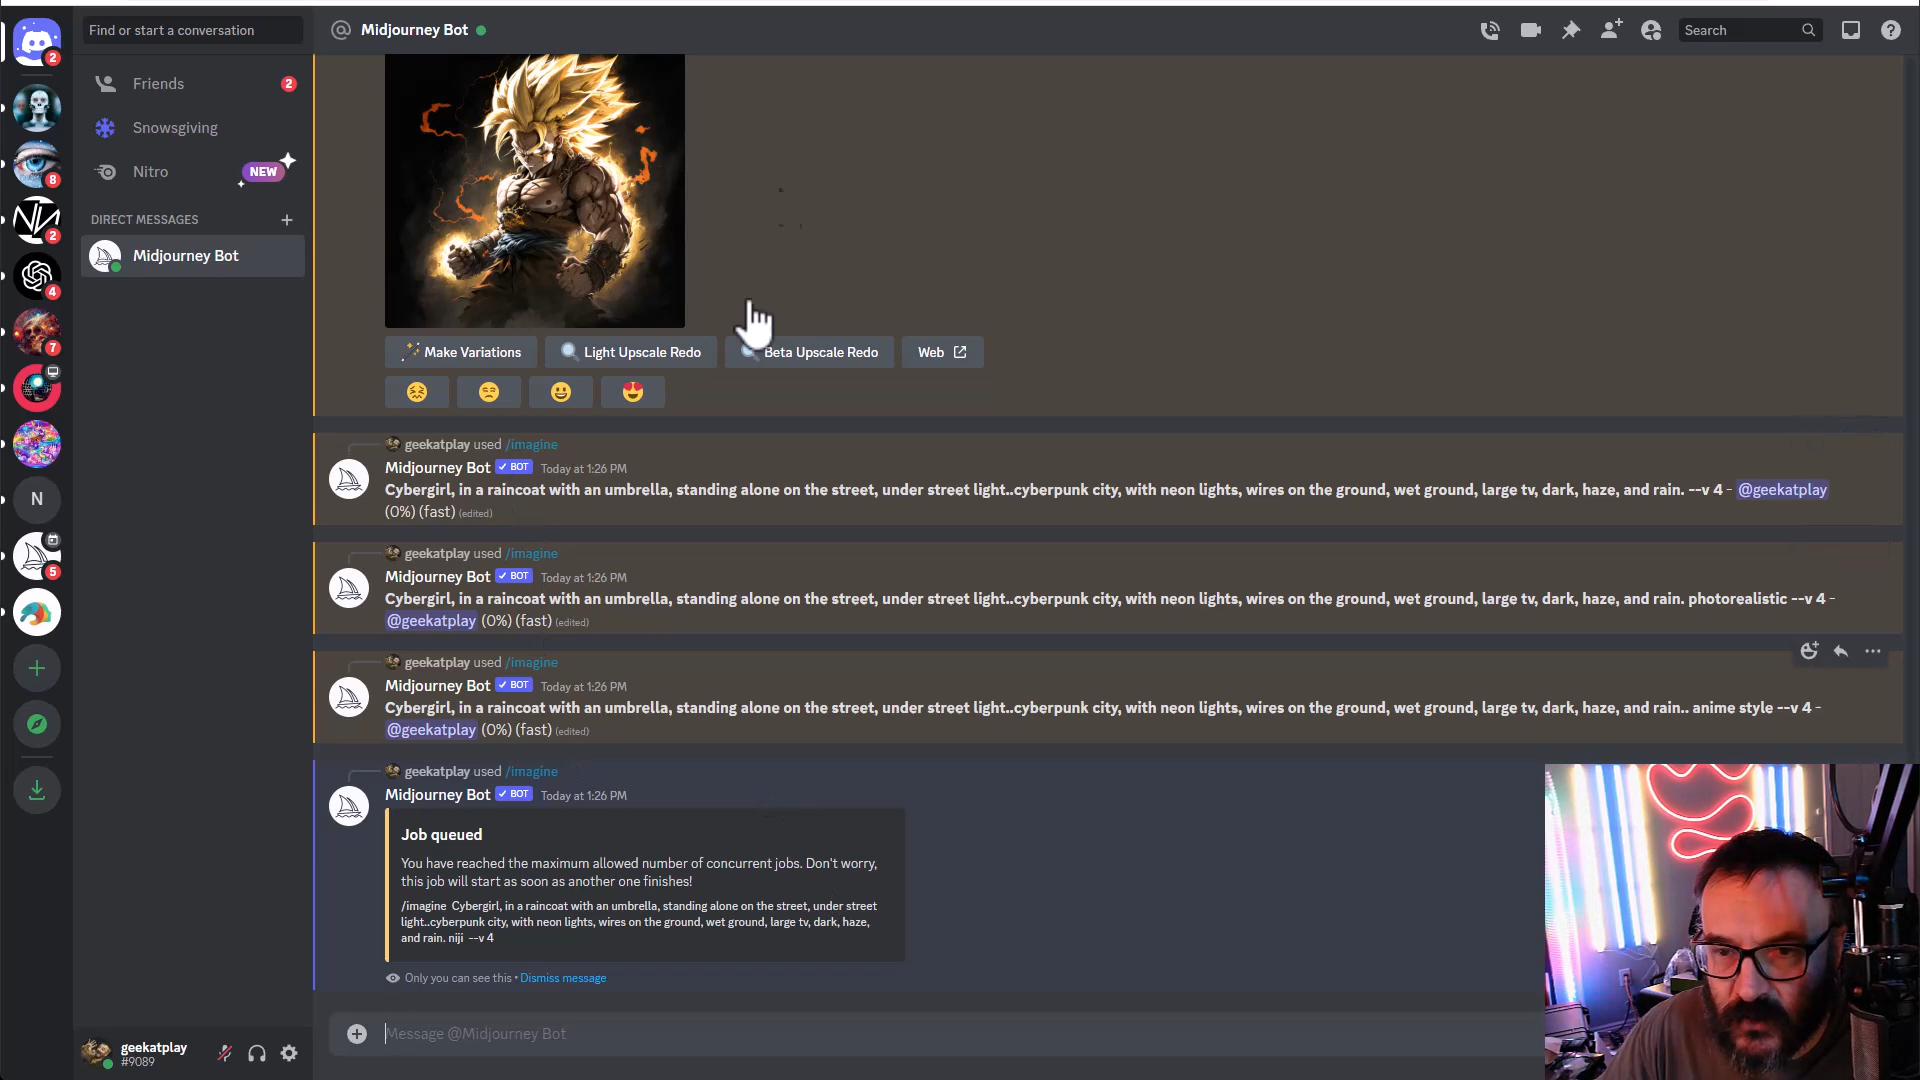 Find or start a conversation
Midjourney Bot
Search
2
Friends
2
Snowsgiving
Nitro
NEW
8
DIRECT MESSAGES
2
Midjourney Bot
4
7
N
5
Make Variations
Light Upscale Redo
Beta Upscale Redo
Web
geekatplay used /imagine
Midjourney Bot BOT Today at 1:26 PM
Cybergirl, in a raincoat with an umbrella, standing alone on the street, under street light..cyberpunk city, with neon lights, wires on the ground, wet ground, large tv, dark, haze, and rain. --v 4 - @geekatplay
(0%) (fast) (edited)
geekatplay used /imagine
Midjourney Bot BOT Today at 1:26 PM
Cybergirl, in a raincoat with an umbrella, standing alone on the street, under street light..cyberpunk city, with neon lights, wires on the ground, wet ground, large tv, dark, haze, and rain. photorealistic --v 4 -
@geekatplay (0%) (fast) (edited)
geekatplay used /imagine
Midjourney Bot BOT Today at 1:26 PM
Cybergirl, in a raincoat with an umbrella, standing alone on the street, under street light..cyberpunk city, with neon lights, wires on the ground, wet ground, large tv, dark, haze, and rain.. anime style --v 4 -
@geekatplay (0%) (fast) (edited)
geekatplay used /imagine
Midjourney Bot BOT Today at 1:26 PM
Job queued
You have reached the maximum allowed number of concurrent jobs. Don't worry,
this job will start as soon as another one finishes!
/imagine Cybergirl, in a raincoat with an umbrella, standing alone on the street, under street
light..cyberpunk city, with neon lights, wires on the ground, wet ground, large tv, dark, haze,
and rain. niji --v 4
Only you can see this • Dismiss message
Message @Midjourney Bot
geekatplay
#9089